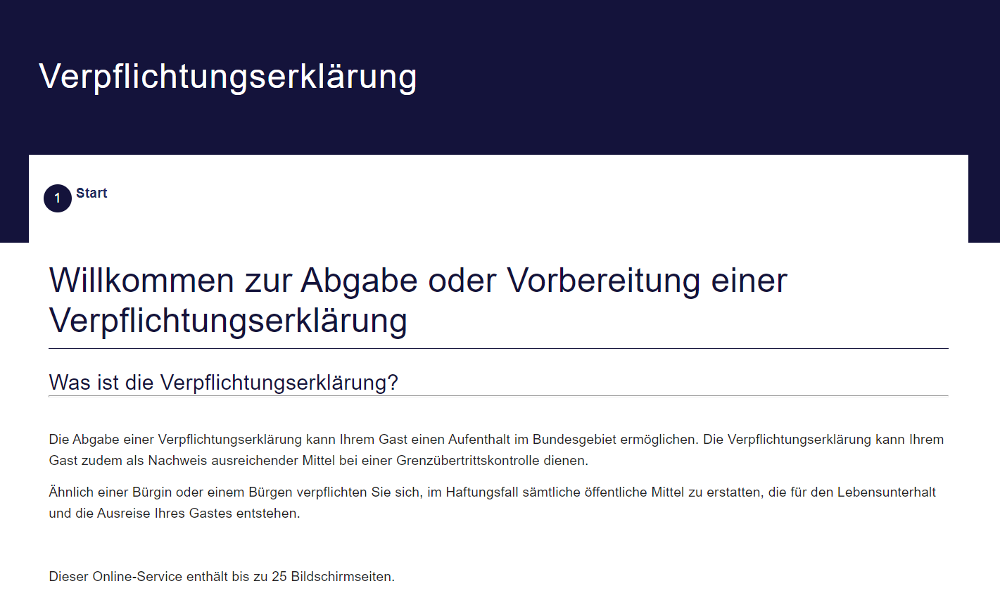 Verpflichtungserklärung
1 Start
Willkommen zur Abgabe oder Vorbereitung einer
Verpflichtungserklärung
Was ist die Verpflichtungserklärung?
Die Abgabe einer Verpflichtungserklärung kann Ihrem Gast einen Aufenthalt im Bundesgebiet ermöglichen. Die Verpflichtungserklärung kann Ihrem
Gast zudem als Nachweis ausreichender Mittel bei einer Grenzübertrittskontrolle dienen.
Ähnlich einer Bürgin oder einem Bürgen verpflichten Sie sich, im Haftungsfall sämtliche öffentliche Mittel zu erstatten, die für den Lebensunterhalt
und die Ausreise Ihres Gastes entstehen.
Dieser Online-Service enthält bis zu 25 Bildschirmseiten.